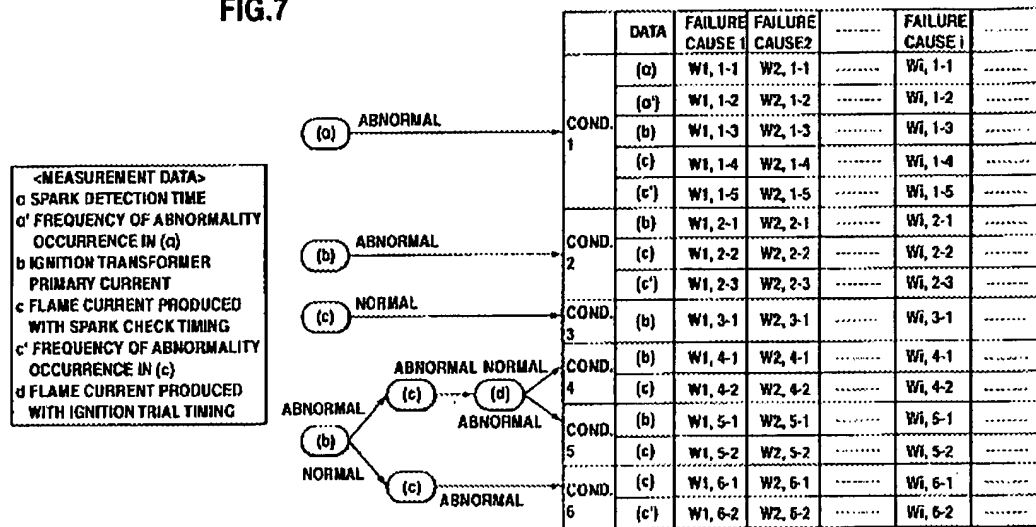 FIG.7
DATA FAILURE CAUSE 1 FAILURE CAUSE2 ........ FAILURE CAUSE i ........
COND. 1
(a) W1, 1-1 W2, 1-1 ........ Wi, 1-1 ........
(a') W1, 1-2 W2, 1-2 ........ Wi, 1-2 ........
(b) W1, 1-3 W2, 1-3 ........ Wi, 1-3 ........
(c) W1, 1-4 W2, 1-4 ........ Wi, 1-4 ........
(c') W1, 1-5 W2, 1-5 ........ Wi, 1-5 ........
COND. 2
(b) W1, 2-1 W2, 2-1 ........ Wi, 2-1 ........
(c) W1, 2-2 W2, 2-2 ........ Wi, 2-2 ........
(c') W1, 2-3 W2, 2-3 ........ Wi, 2-3 ........
COND. 3
(b) W1, 3-1 W2, 3-1 ........ Wi, 3-1 ........
COND. 4
(b) W1, 4-1 W2, 4-1 ........ Wi, 4-1 ........
(c) W1, 4-2 W2, 4-2 ........ Wi, 4-2 ........
COND. 5
(b) W1, 5-1 W2, 5-1 ........ Wi, 5-1 ........
(c) W1, 5-2 W2, 5-2 ........ Wi, 5-2 ........
COND. 6
(c) W1, 6-1 W2, 6-1 ........ Wi, 6-1 ........
(c') W1, 6-2 W2, 6-2 ........ Wi, 6-2 ........
(a) ABNORMAL
(b) ABNORMAL
(c) NORMAL
ABNORMAL NORMAL
(c) (d)
ABNORMAL ABNORMAL
(b)
NORMAL
(c) ABNORMAL
<MEASUREMENT DATA>
a SPARK DETECTION TIME
a' FREQUENCY OF ABNORMALITY
OCCURRENCE IN (a)
b IGNITION TRANSFORMER
PRIMARY CURRENT
c FLAME CURRENT PRODUCED
WITH SPARK CHECK TIMING
c' FREQUENCY OF ABNORMALITY
OCCURRENCE IN (c)
d FLAME CURRENT PRODUCED
WITH IGNITION TRIAL TIMING